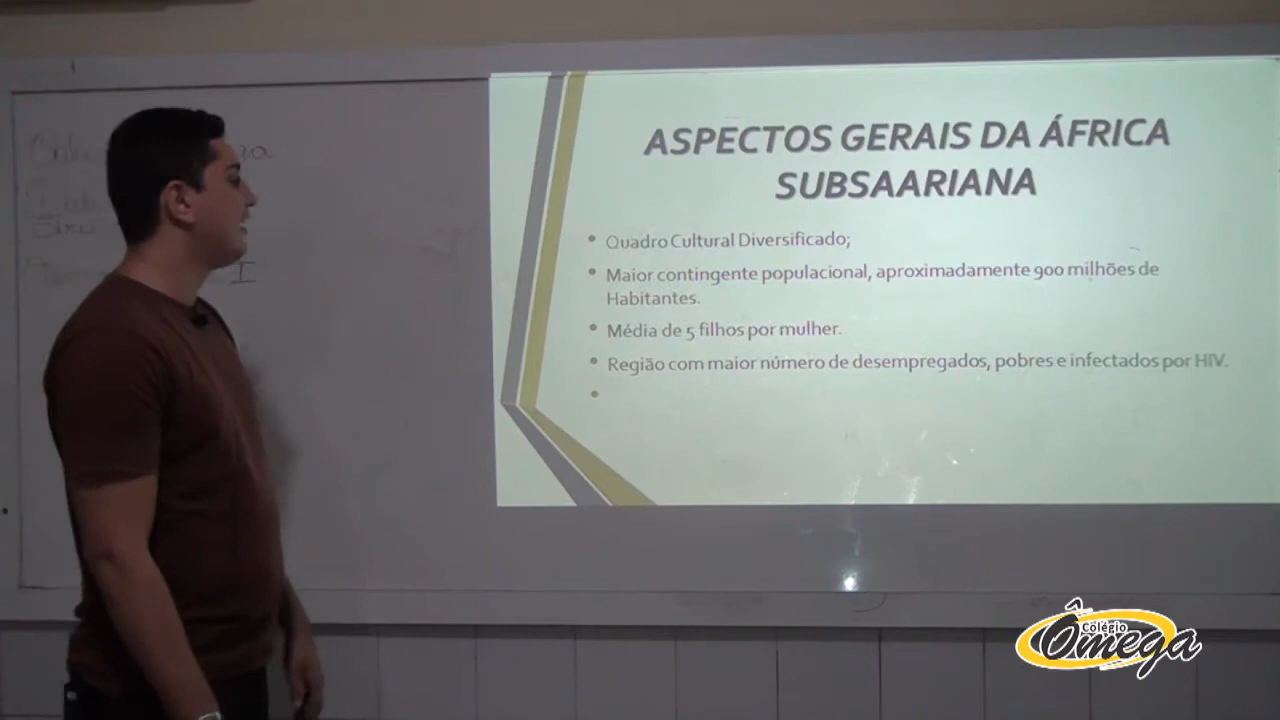 ASPECTOS GERAIS DA ÁFRICA
SUBSAARIANA
• Quadro Cultural Diversificado;
• Maior contingente populacional, aproximadamente 900 milhões de
Habitantes.
• Média de 5 filhos por mulher.
• Região com maior número de desempregados, pobres e infectados por HIV.
•
Colégio
Ômega